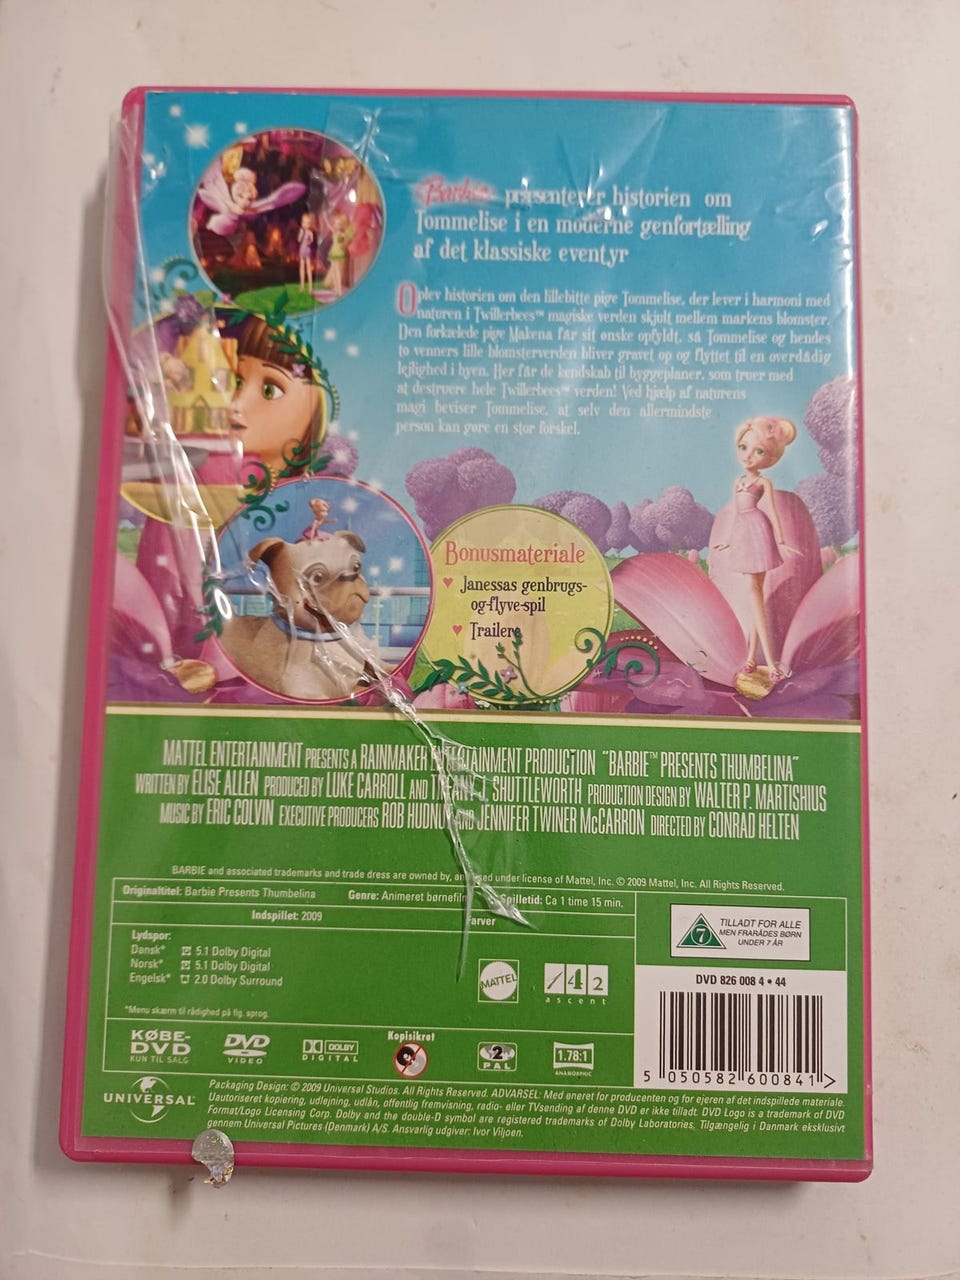 Barbie præsenterer historien om
Tommelise i en moderne genfortælling
af det klassiske eventyr
Oplev historien om den lillebitte pige Tommelise, der lever i harmoni med
naturen i Twillerbees™ magiske verden skjult mellem markens blomster.
Den forkælede pige Makena får sit ønske opfyldt, så Tommelise og hendes
to venners lille blomsterverden bliver gravet op og flyttet til en overdådig
lejlighed i byen. Her får de kendskab til byggeplaner, som truer med
at destruere hele Twillerbees™ verden! Ved hjælp af naturens
magi beviser Tommelise, at selv den allermindste
person kan gøre en stor forskel.
Bonusmateriale
♥ Janessas genbrugs-
og-flyve-spil
♥ Trailere
MATTEL ENTERTAINMENT PRESENTS A RAINMAKER ENTERTAINMENT PRODUCTION "BARBIE™ PRESENTS THUMBELINA"
WRITTEN BY ELISE ALLEN PRODUCED BY LUKE CARROLL AND TIFFANY J. SHUTTLEWORTH PRODUCTION DESIGN BY WALTER P. MARTISHIUS
MUSIC BY ERIC COLVIN EXECUTIVE PRODUCERS ROB HUDNUT AND JENNIFER TWINER McCARRON DIRECTED BY CONRAD HELTEN
BARBIE and associated trademarks and trade dress are owned by, and used under license of Mattel, Inc. © 2009 Mattel, Inc. All Rights Reserved.
Originaltitel: Barbie Presents Thumbelina Genre: Animeret børnefilm Spilletid: Ca 1 time 15 min.
Indspillet: 2009 Farver
Lydspor:
Dansk* 5.1 Dolby Digital
Norsk* 5.1 Dolby Digital
Engelsk* 2.0 Dolby Surround
*Menu skærm til rådighed på fig. sprog.
MATTEL
142
ascent
TILLADT FOR ALLE
MEN FRARÅDES BØRN
UNDER 7 ÅR
7
DVD 826 008 4 • 44
5 050582 600841 >
KØBE-
DVD
KUN TIL SALG
DVD
VIDEO
DOLBY
DIGITAL
Kopisikret
2
PAL
1.78:1
ANAMORPHIC
UNIVERSAL
Packaging Design: © 2009 Universal Studios. All Rights Reserved. ADVARSEL: Med eneret for producenten og for ejeren af det indspillede materiale.
Uautoriseret kopiering, udlejning, udlån, offentlig fremvisning, radio- eller TVsending af denne DVD er ikke tilladt. DVD Logo is a trademark of DVD
Format/Logo Licensing Corp. Dolby and the double-D symbol are registered trademarks of Dolby Laboratories. Tilgængelig i Danmark eksklusivt
gennem Universal Pictures (Denmark) A/S. Ansvarlig udgiver: Ivor Viljoen.